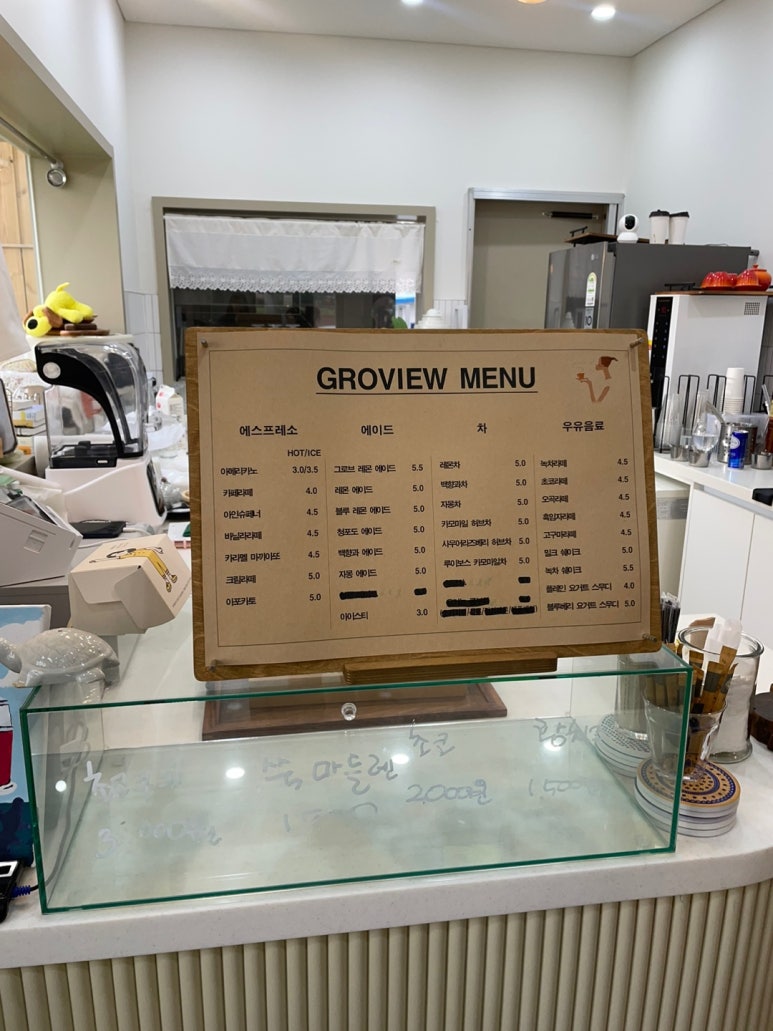 GROVIEW MENU
에스프레소
HOT/ICE
아메리카노 3.0/3.5
카페라떼 4.0
아인슈페너 4.5
바닐라라떼 4.5
카라멜 마끼아또 4.5
크림라떼 5.0
아포카토 5.0
에이드
그로브 레몬 에이드 5.5
레몬 에이드 5.0
블루 레몬 에이드 5.0
청포도 에이드 5.0
백향과 에이드 5.0
자몽 에이드 5.0
아이스티 3.0
차
레몬차 5.0
백향과차 5.0
자몽차 5.0
카모마일 허브차 5.0
사우어라즈베리 허브차 5.0
루이보스 카모마일차 5.0
우유음료
녹차라떼 4.5
초코라떼 4.5
오곡라떼 4.5
흑임자라떼 4.5
고구마라떼 4.5
밀크 쉐이크 5.0
녹차 쉐이크 5.5
플레인 요거트 스무디 4.0
블루베리 요거트 스무디 5.0
쑥 마들렌
초코
2000원